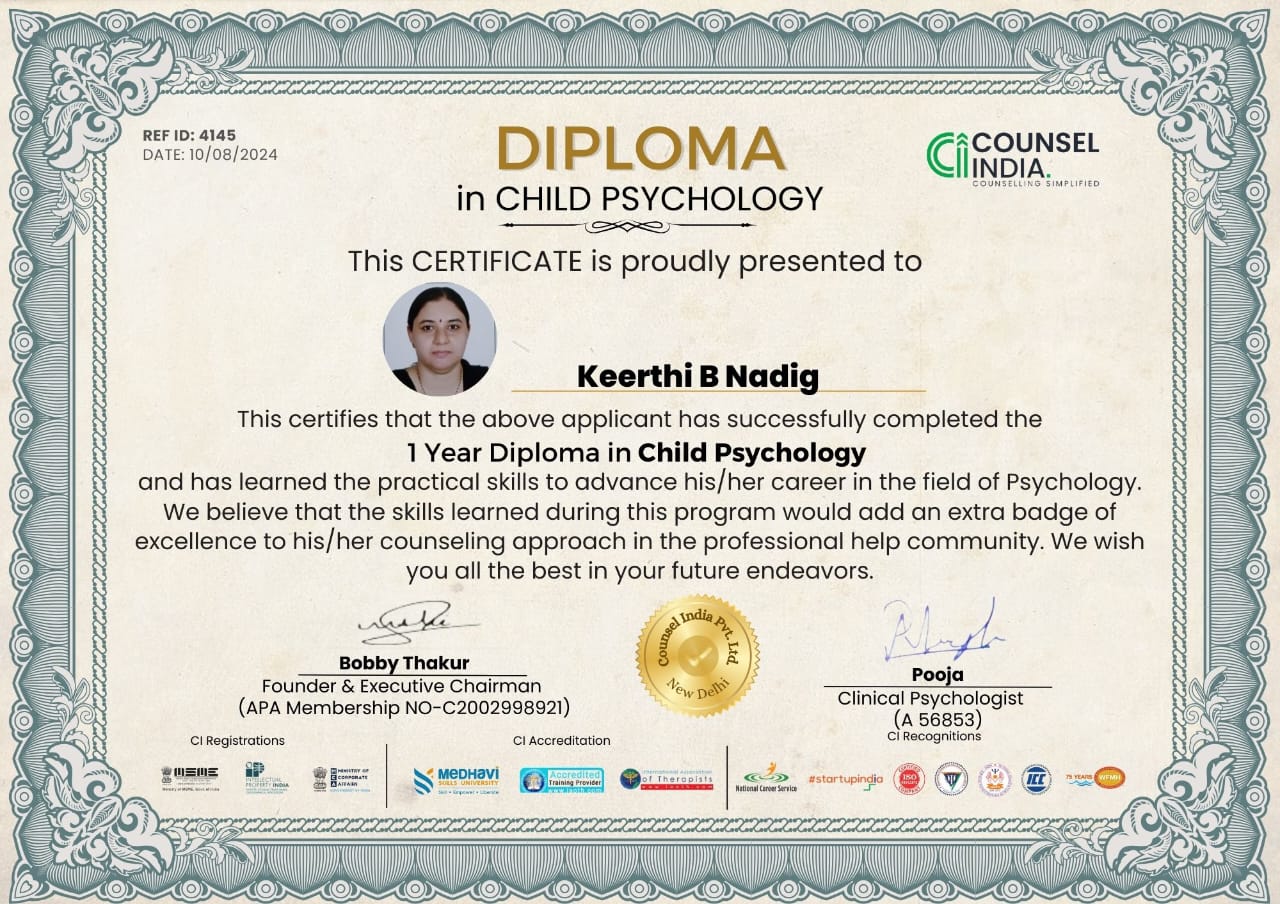 REF ID: 4145
DATE: 10/08/2024
DIPLOMA
in CHILD PSYCHOLOGY
COUNSEL
INDIA.
COUNSELLING SIMPLIFIED
This CERTIFICATE is proudly presented to
Keerthi B Nadig
This certifies that the above applicant has successfully completed the
1 Year Diploma in Child Psychology
and has learned the practical skills to advance his/her career in the field of Psychology.
We believe that the skills learned during this program would add an extra badge of
excellence to his/her counseling approach in the professional help community. We wish
you all the best in your future endeavors.
Bobby Thakur
Founder & Executive Chairman
(APA Membership NO-C2002998921)
Counsel India Pvt. Ltd.
New Delhi
Pooja
Clinical Psychologist
(A 56853)
CI Registrations
CI Accreditation
CI Recognitions
MSME
Ministry of MSME, Govt. of India
INTELLECTUAL
PROPERTY INDIA
MINISTRY OF
CORPORATE
AFFAIRS
MEDHAVI
SKILLS UNIVERSITY
Skill • Empower • Liberate
Accredited
Training Provider
www.iaoth.com
International Association
of Therapists
www.iaoth.com
National Career Service
#startupindia
ISO
ICC
75 YEARS
WFMH